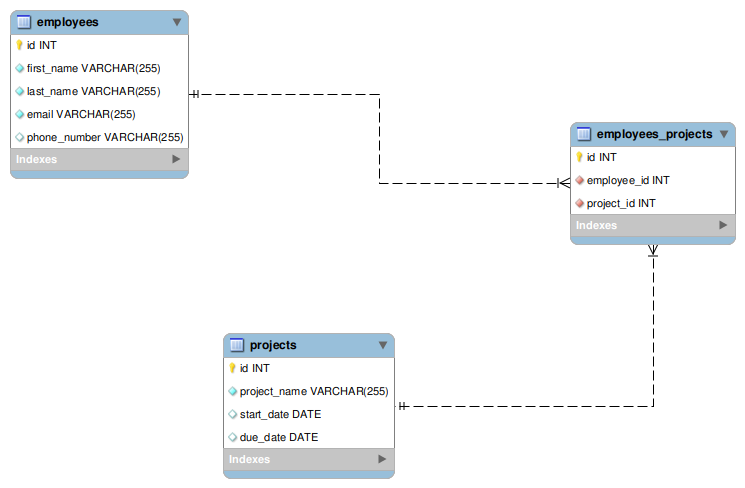 employees
id INT
first_name VARCHAR(255)
last_name VARCHAR(255)
email VARCHAR(255)
phone_number VARCHAR(255)
Indexes
employees_projects
id INT
employee_id INT
project_id INT
Indexes
projects
id INT
project_name VARCHAR(255)
start_date DATE
due_date DATE
Indexes